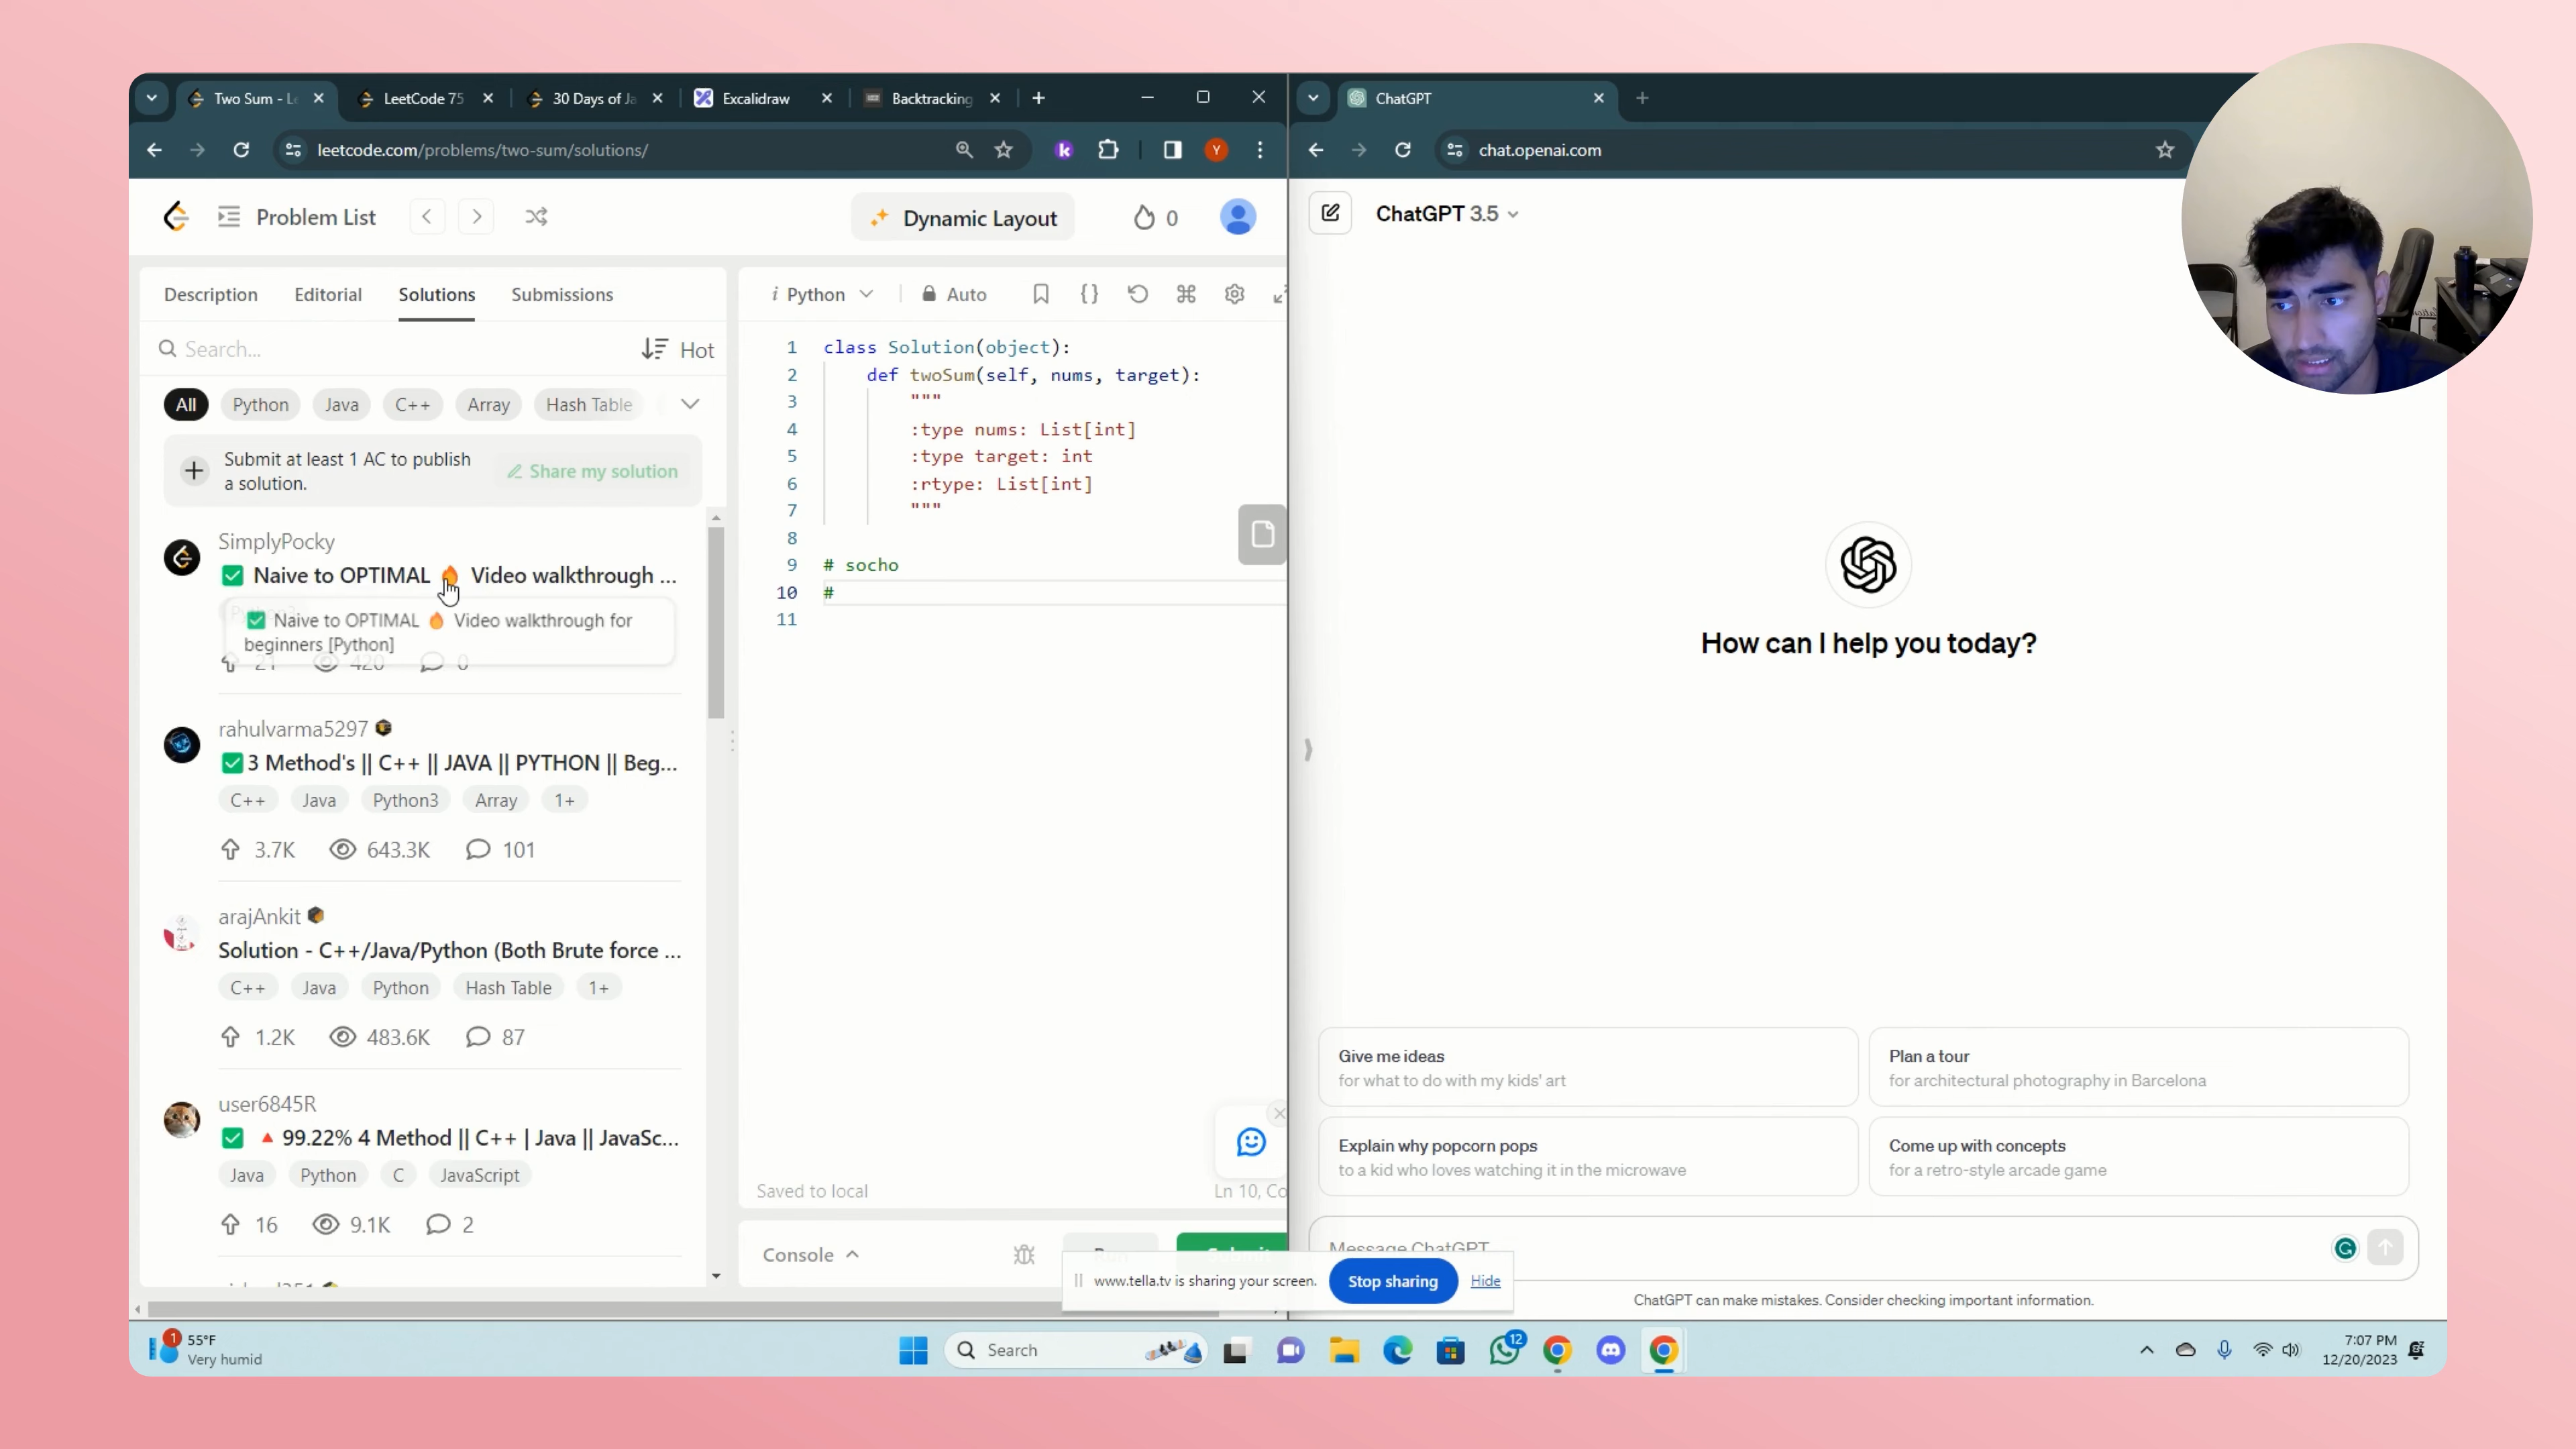 Two Sum - Le
LeetCode 75
30 Days of Ja
Excalidraw
Backtracking
leetcode.com/problems/two-sum/solutions/
k
Y
Problem List
Dynamic Layout
0
Description
Editorial
Solutions
Submissions
Search...
Hot
All
Python
Java
C++
Array
Hash Table
Submit at least 1 AC to publish
a solution.
Share my solution
SimplyPocky
Naive to OPTIMAL 🔥 Video walkthrough ...
Python3
Naive to OPTIMAL 🔥 Video walkthrough for
beginners [Python]
21 420 0
rahulvarma5297
3 Method's || C++ || JAVA || PYTHON || Beg...
C++ Java Python3 Array 1+
3.7K 643.3K 101
arajAnkit
Solution - C++/Java/Python (Both Brute force ...
C++ Java Python Hash Table 1+
1.2K 483.6K 87
user6845R
🔺 99.22% 4 Method || C++ | Java || JavaSc...
Java Python C JavaScript
16 9.1K 2
i Python
Auto
1 class Solution(object):
2 def twoSum(self, nums, target):
3 """
4 :type nums: List[int]
5 :type target: int
6 :rtype: List[int]
7 """
8
9 # socho
10 #
11
Saved to local
Ln 10, Co
Console
ChatGPT
chat.openai.com
ChatGPT 3.5
How can I help you today?
Give me ideas
for what to do with my kids' art
Plan a tour
for architectural photography in Barcelona
Explain why popcorn pops
to a kid who loves watching it in the microwave
Come up with concepts
for a retro-style arcade game
Message ChatGPT
ChatGPT can make mistakes. Consider checking important information.
www.tella.tv is sharing your screen.
Stop sharing
Hide
1
55°F
Very humid
Search
12
7:07 PM
12/20/2023